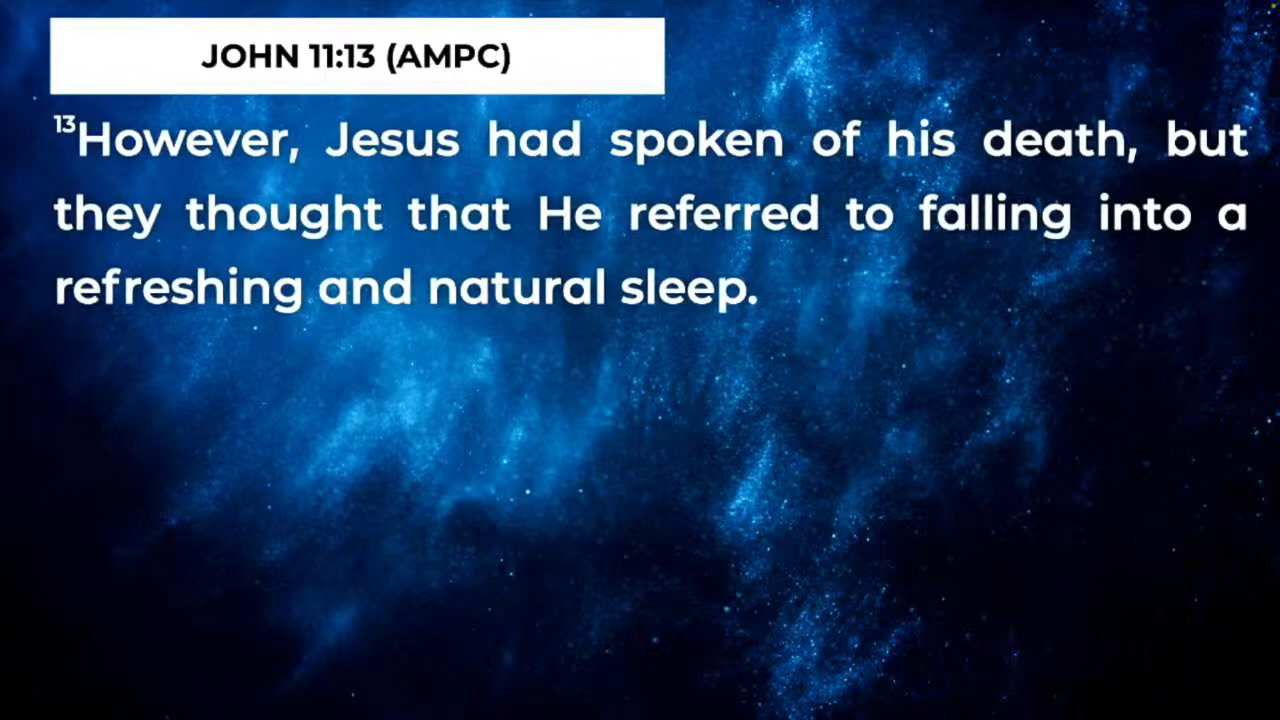 JOHN 11:13 (AMPC)
13However, Jesus had spoken of his death, but
they thought that He referred to falling into a
refreshing and natural sleep.